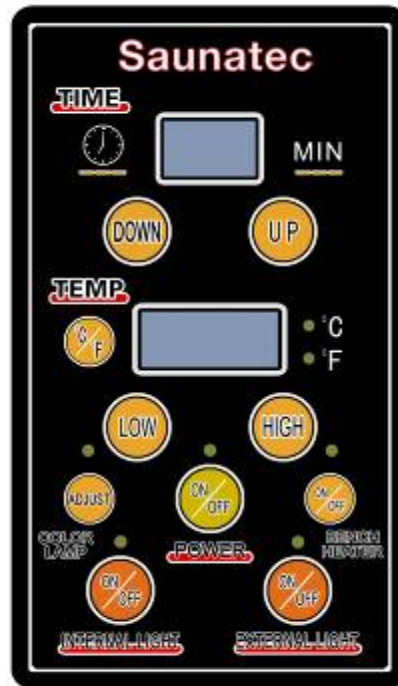 Saunatec
TIME
MIN
DOWN UP
TEMP
C/F °C
°F
LOW HIGH
ADJUST ON/OFF ON/OFF
COLOR LAMP POWER BENCH HEATER
ON/OFF ON/OFF
INTERNAL LIGHT EXTERNAL LIGHT